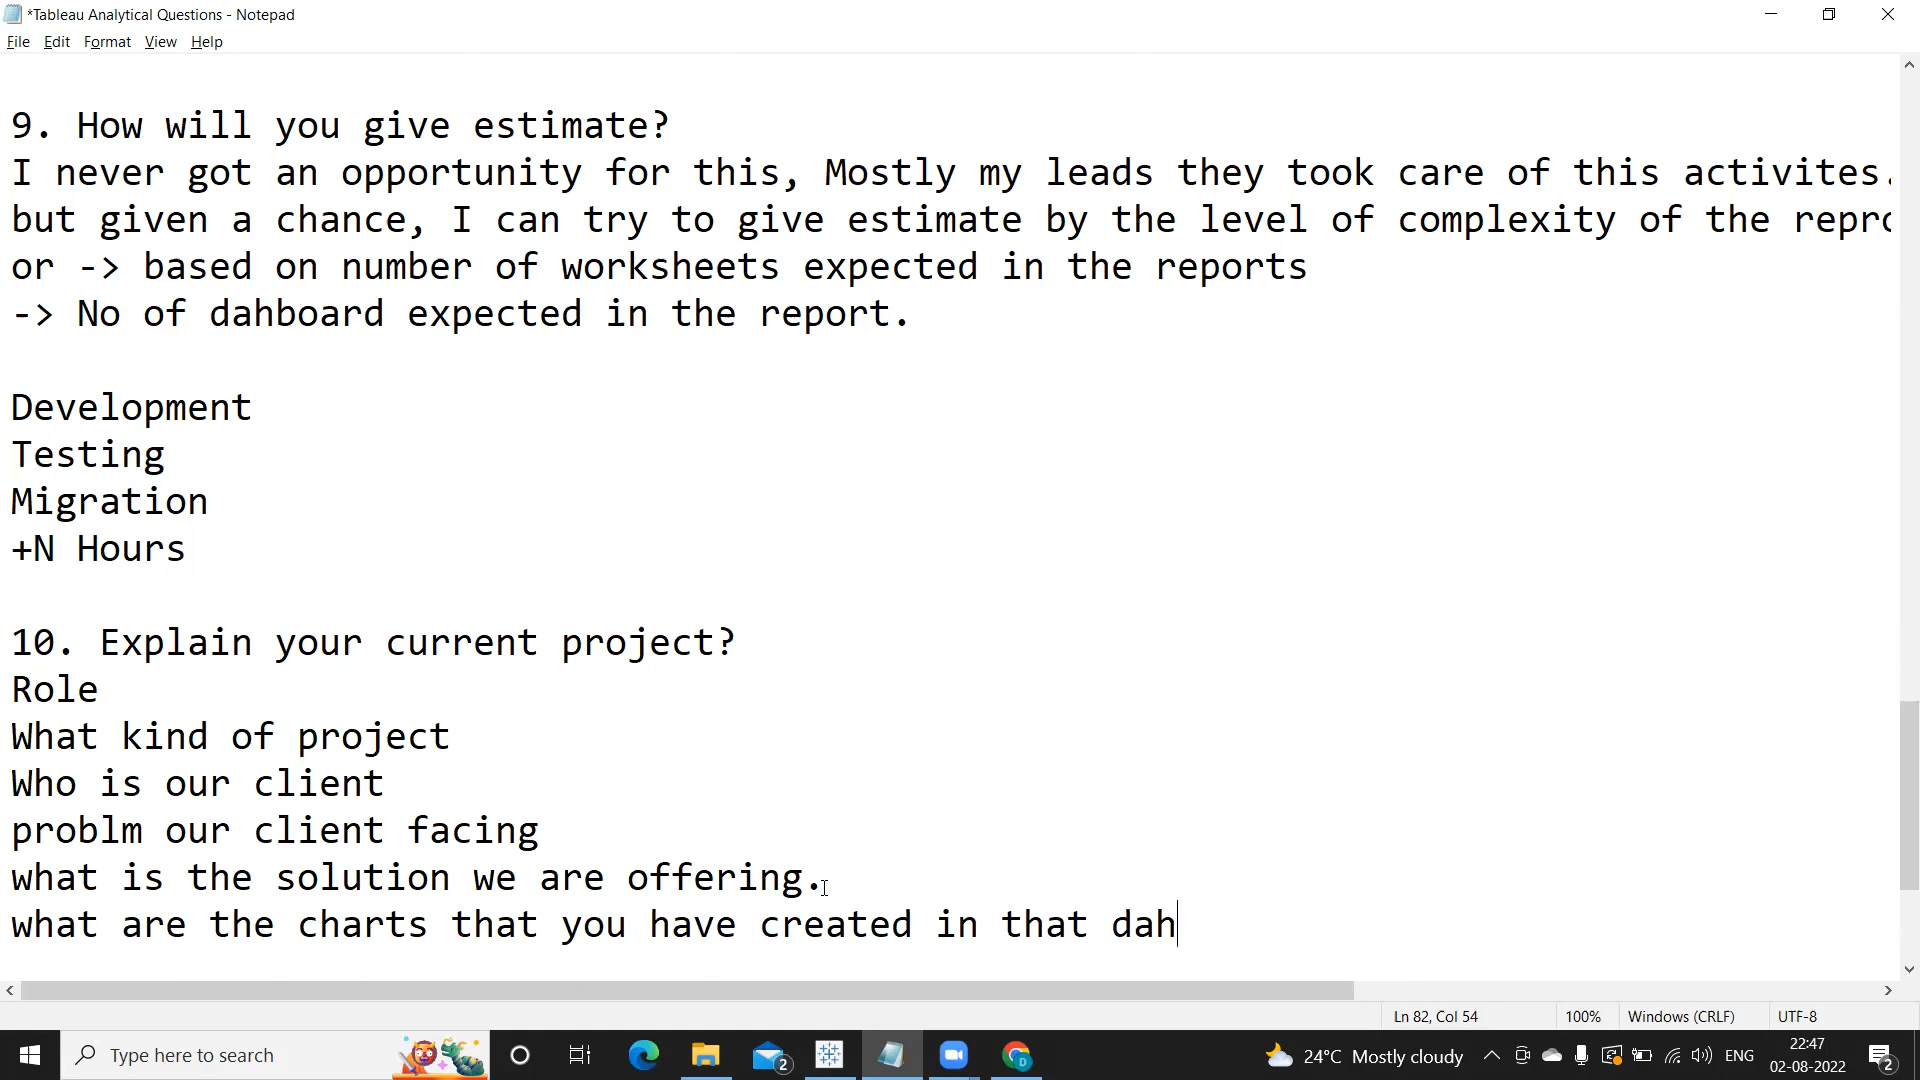 *Tableau Analytical Questions - Notepad
File Edit Format View Help
9. How will you give estimate?
I never got an opportunity for this, Mostly my leads they took care of this activites.
but given a chance, I can try to give estimate by the level of complexity of the repro
or -> based on number of worksheets expected in the reports
-> No of dahboard expected in the report.
Development
Testing
Migration
+N Hours
10. Explain your current project?
Role
What kind of project
Who is our client
problm our client facing
what is the solution we are offering.
what are the charts that you have created in that dah
Ln 82, Col 54 100% Windows (CRLF) UTF-8
Type here to search 2 24°C Mostly cloudy ENG 22:47 2
02-08-2022